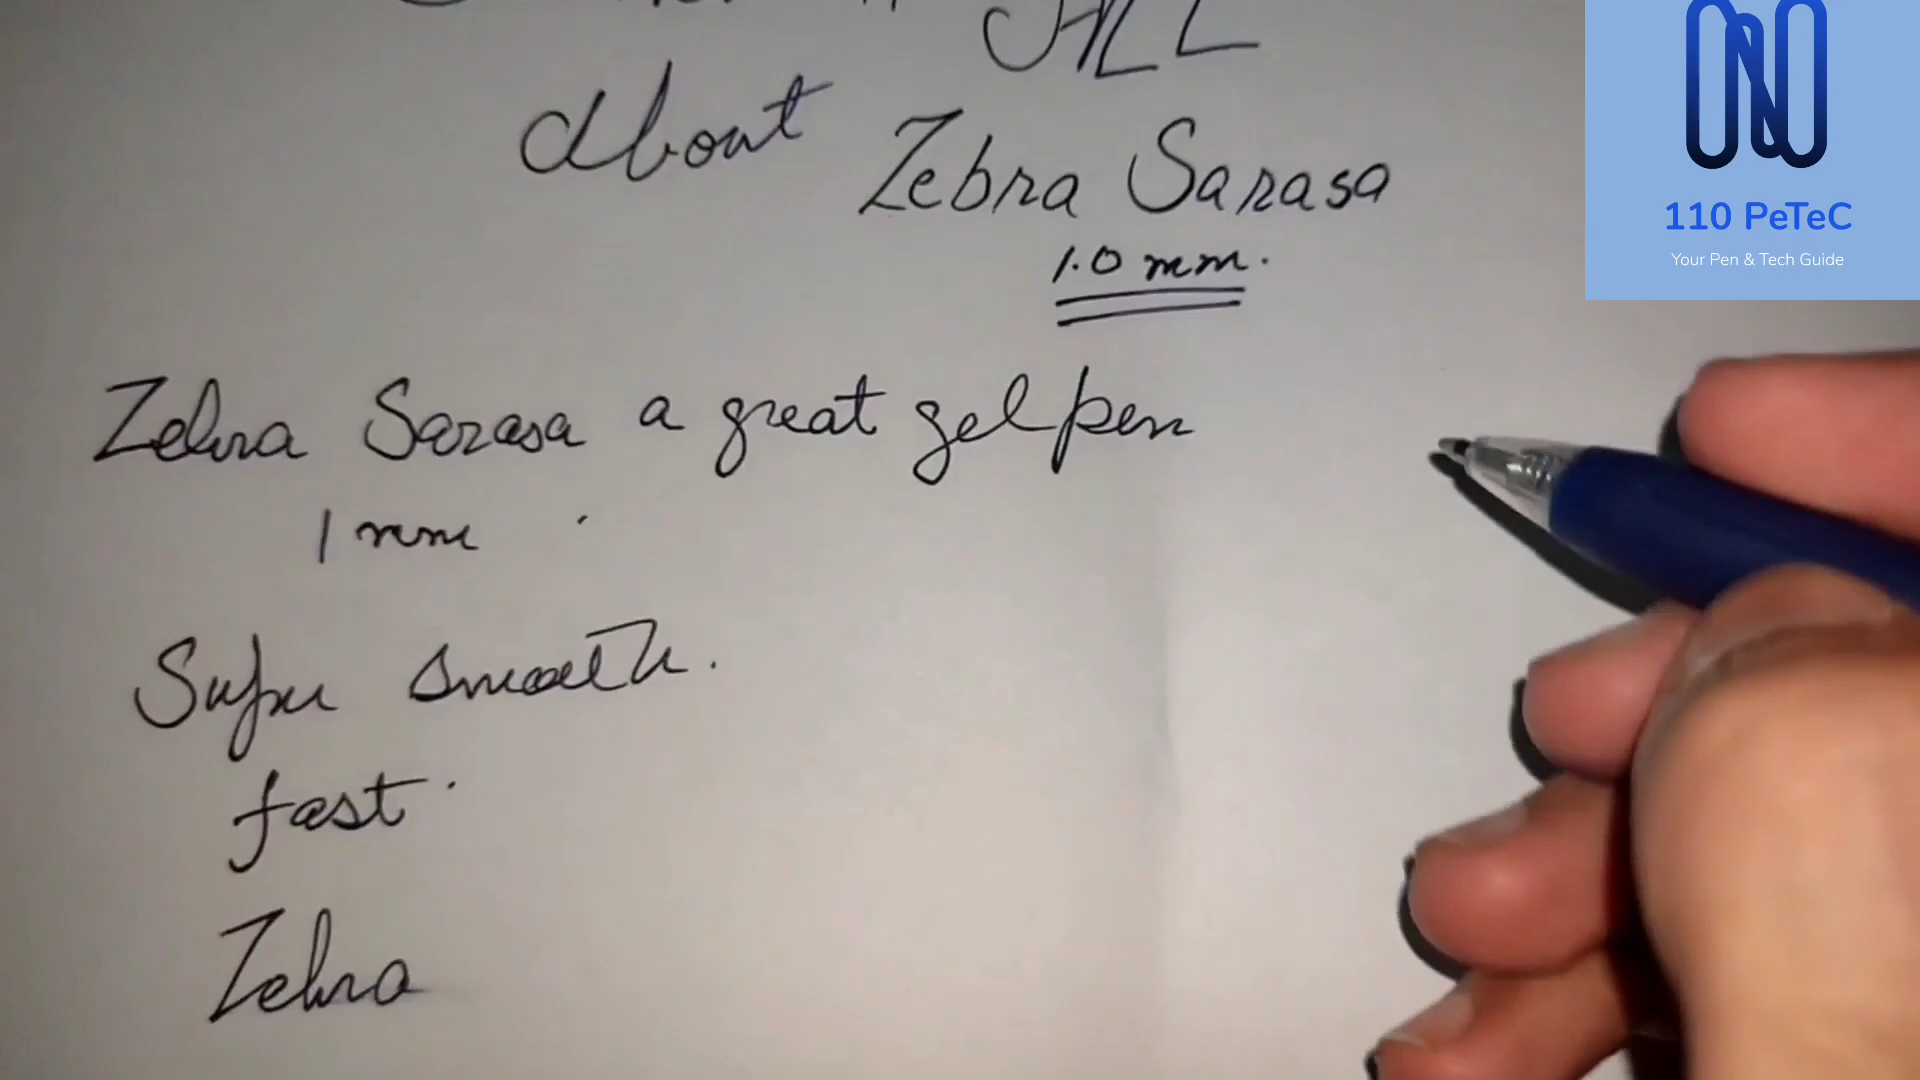 ALL
About
Zebra Sarasa
1.0 mm.
Zebra Sarasa a great gel pen
1 mm
Super smooth.
fast.
Zebra
110 PeTeC
Your Pen & Tech Guide